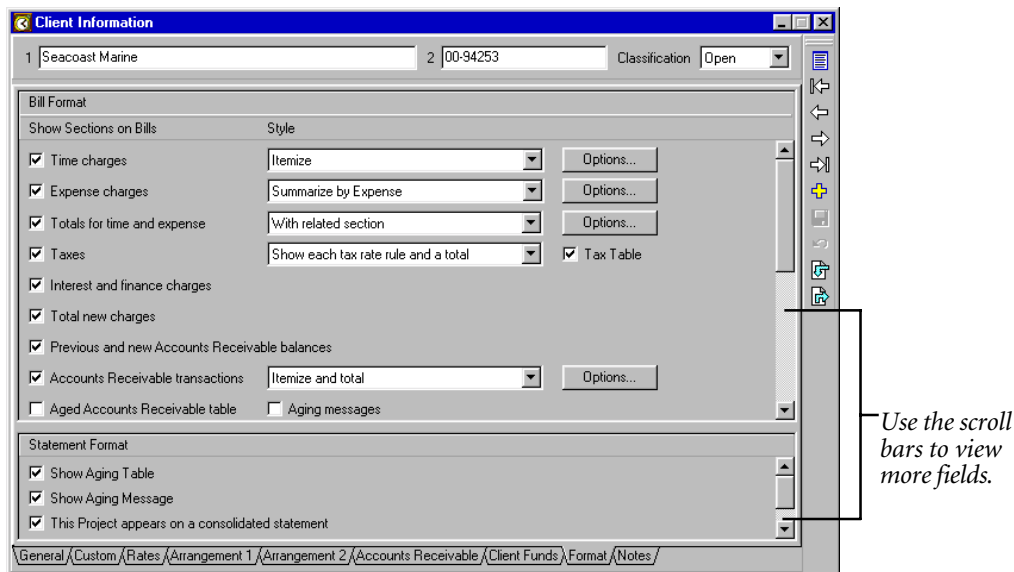 Client Information
1 Seacoast Marine 2 00-94253 Classification Open
Bill Format
Show Sections on Bills Style
Time charges Itemize Options...
Expense charges Summarize by Expense Options...
Totals for time and expense With related section Options...
Taxes Show each tax rate rule and a total Tax Table
Interest and finance charges
Total new charges
Previous and new Accounts Receivable balances
Accounts Receivable transactions Itemize and total Options...
Aged Accounts Receivable table Aging messages
Use the scroll
bars to view
more fields.
Statement Format
Show Aging Table
Show Aging Message
This Project appears on a consolidated statement
General Custom Rates Arrangement 1 Arrangement 2 Accounts Receivable Client Funds Format Notes